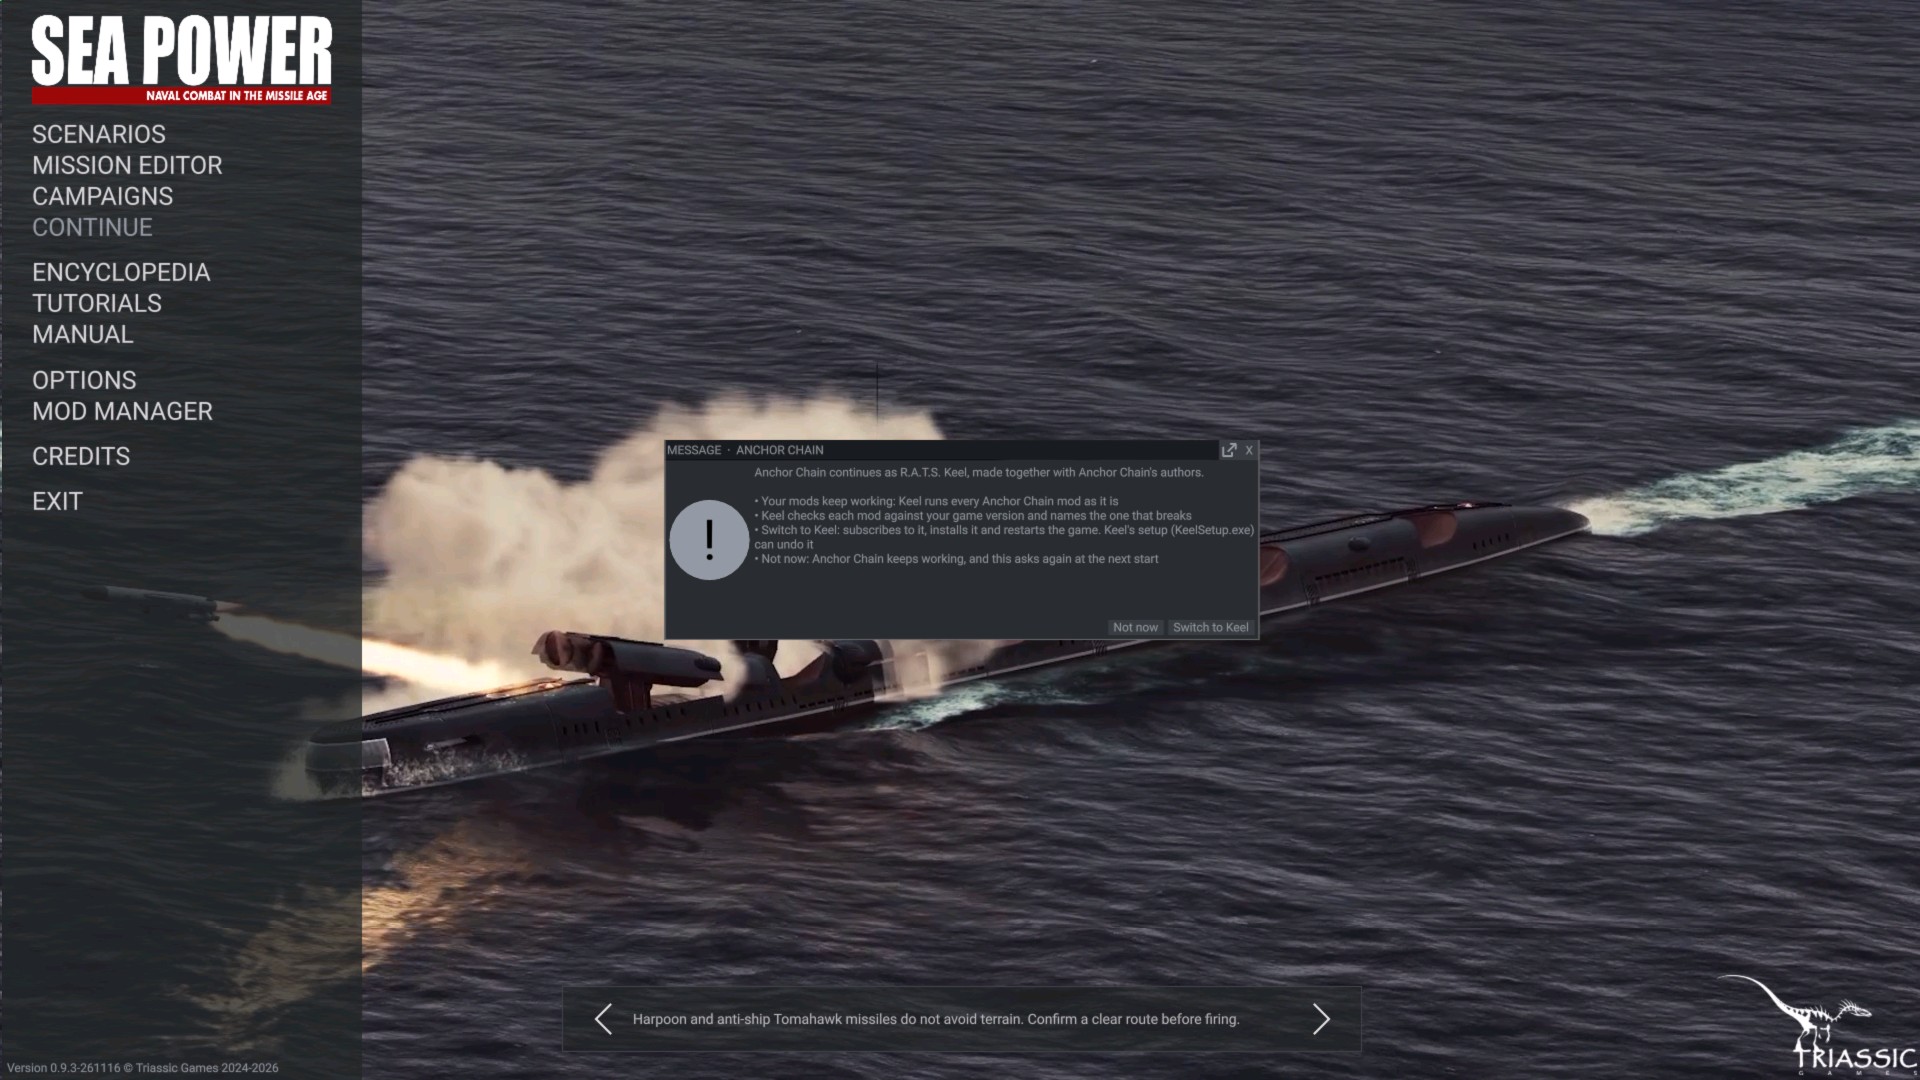 SEA POWER
NAVAL COMBAT IN THE MISSILE AGE
SCENARIOS
MISSION EDITOR
CAMPAIGNS
CONTINUE
ENCYCLOPEDIA
TUTORIALS
MANUAL
OPTIONS
MOD MANAGER
CREDITS
EXIT
MESSAGE · ANCHOR CHAIN
X
Anchor Chain continues as R.A.T.S. Keel, made together with Anchor Chain's authors.
• Your mods keep working: Keel runs every Anchor Chain mod as it is
• Keel checks each mod against your game version and names the one that breaks
• Switch to Keel: subscribes to it, installs it and restarts the game. Keel's setup (KeelSetup.exe)
can undo it
• Not now: Anchor Chain keeps working, and this asks again at the next start
!
Not now
Switch to Keel
Harpoon and anti-ship Tomahawk missiles do not avoid terrain. Confirm a clear route before firing.
Version 0.9.3-261116 © Triassic Games 2024-2026
TRIASSIC
GAMES